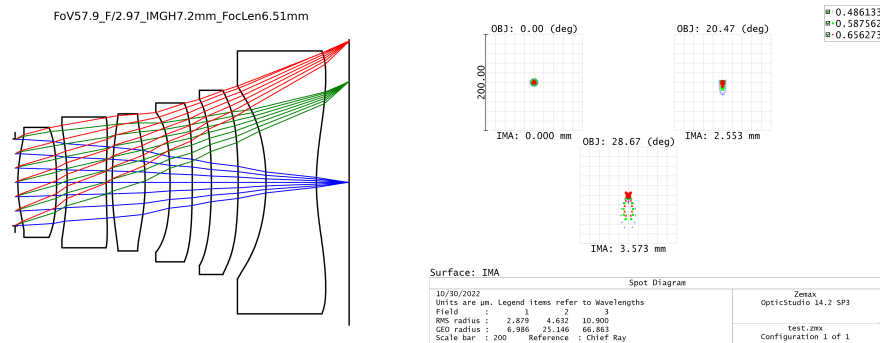 FoV57.9_F/2.97_IMGH7.2mm_FocLen6.51mm
0.486133
0.587562
0.656273
OBJ: 0.00 (deg)
OBJ: 20.47 (deg)
200.00
IMA: 0.000 mm
IMA: 2.553 mm
OBJ: 28.67 (deg)
IMA: 3.573 mm
Surface: IMA
Spot Diagram
10/30/2022
Units are µm. Legend items refer to Wavelengths
Field : 1 2 3
RMS radius : 2.879 4.632 10.900
GEO radius : 6.986 25.146 66.863
Scale bar : 200 Reference : Chief Ray
Zemax
OpticStudio 14.2 SP3
test.zmx
Configuration 1 of 1